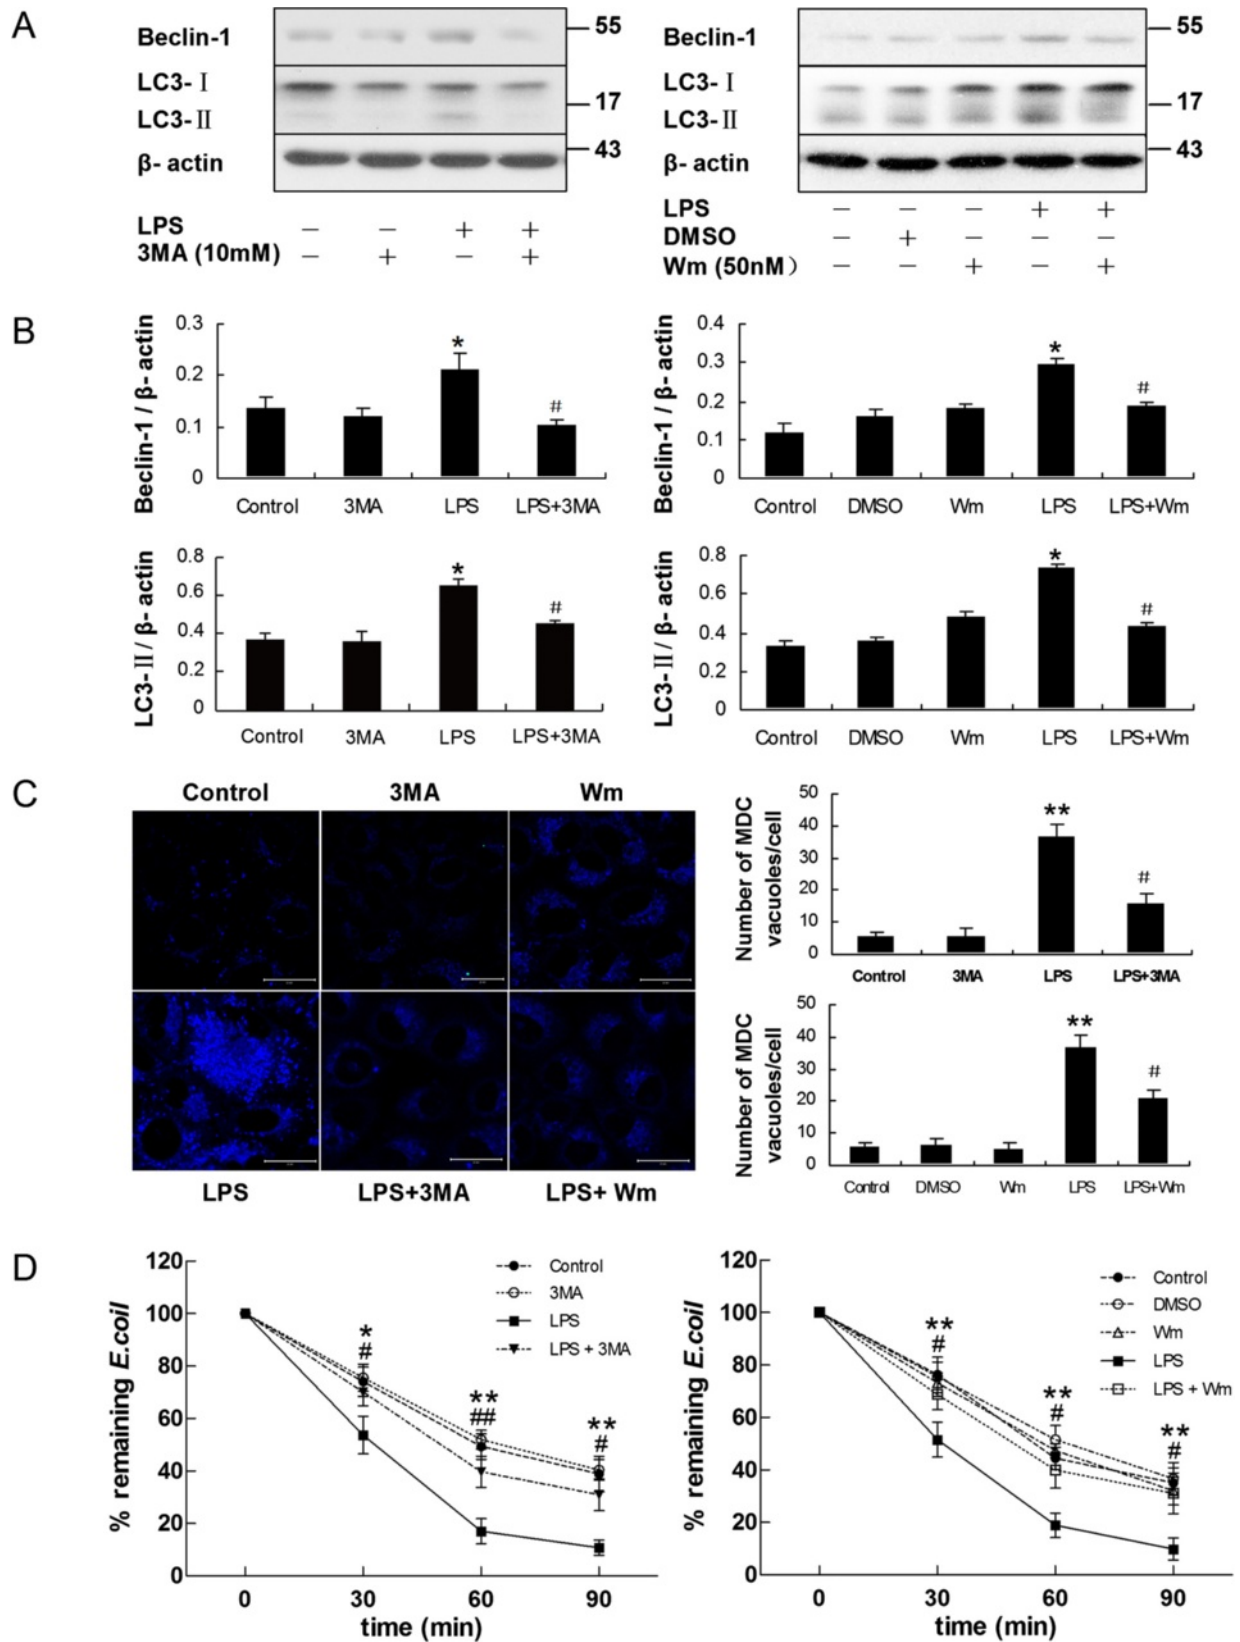 A
Beclin-1
LC3-Ⅰ
LC3-Ⅱ
β- actin
55
17
43
LPS − − + +
3MA (10mM) − + − +
Beclin-1
LC3-Ⅰ
LC3-Ⅱ
β- actin
55
17
43
LPS − − − + +
DMSO − + − − −
Wm (50nM) − − + − +
B
Beclin-1 / β- actin
0.3
0.2
0.1
0
*
#
Control 3MA LPS LPS+3MA
Beclin-1 / β- actin
0.4
0.3
0.2
0.1
0
*
#
Control DMSO Wm LPS LPS+Wm
LC3-Ⅱ/ β- actin
0.8
0.6
0.4
0.2
0
*
#
Control 3MA LPS LPS+3MA
LC3-Ⅱ/ β- actin
0.8
0.6
0.4
0.2
0
*
#
Control DMSO Wm LPS LPS+Wm
C
Control 3MA Wm
LPS LPS+3MA LPS+ Wm
Number of MDC
vacuoles/cell
50
40
30
20
10
0
**
#
Control 3MA LPS LPS+3MA
Number of MDC
vacuoles/cell
50
40
30
20
10
0
**
#
Control DMSO Wm LPS LPS+Wm
D
% remaining E.coil
120
100
80
60
40
20
0
Control
3MA
LPS
LPS + 3MA
*
#
**
##
**
#
0 30 60 90
time (min)
% remaining E.coil
120
100
80
60
40
20
0
Control
DMSO
Wm
LPS
LPS + Wm
**
#
**
#
**
#
0 30 60 90
time (min)